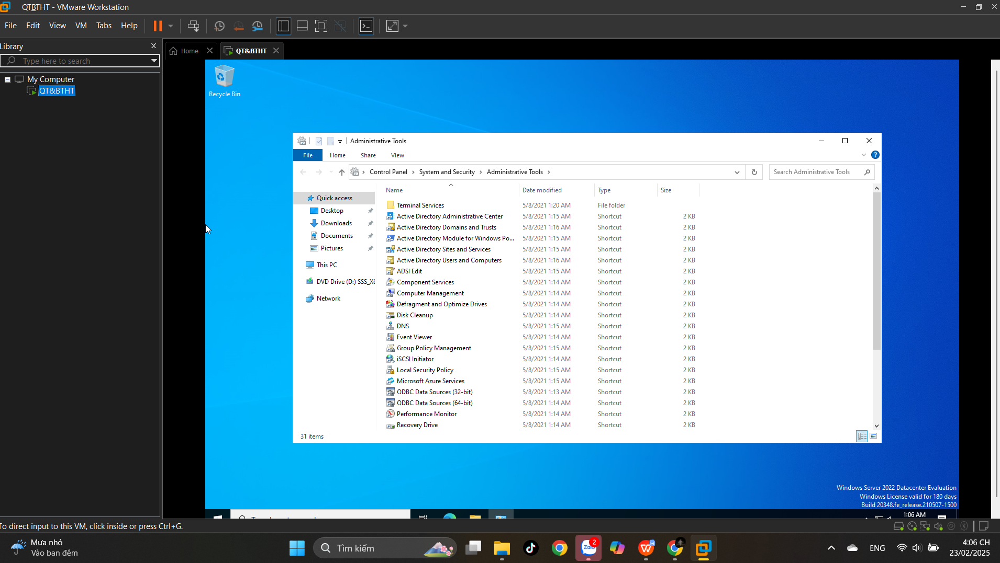 QTBTHT - VMware Workstation
File Edit View VM Tabs Help
Library
Type here to search
My Computer
QT&BTHT
Home
QT&BTHT
Recycle Bin
Administrative Tools
File Home Share View
Control Panel System and Security Administrative Tools
Search Administrative Tools
Quick access
Desktop
Downloads
Documents
Pictures
This PC
DVD Drive (D:) SSS_X6
Network
Name Date modified Type Size
Terminal Services 5/8/2021 1:20 AM File folder
Active Directory Administrative Center 5/8/2021 1:15 AM Shortcut 2 KB
Active Directory Domains and Trusts 5/8/2021 1:16 AM Shortcut 2 KB
Active Directory Module for Windows Po... 5/8/2021 1:15 AM Shortcut 2 KB
Active Directory Sites and Services 5/8/2021 1:15 AM Shortcut 2 KB
Active Directory Users and Computers 5/8/2021 1:16 AM Shortcut 2 KB
ADSI Edit 5/8/2021 1:15 AM Shortcut 2 KB
Component Services 5/8/2021 1:14 AM Shortcut 2 KB
Computer Management 5/8/2021 1:14 AM Shortcut 2 KB
Defragment and Optimize Drives 5/8/2021 1:14 AM Shortcut 2 KB
Disk Cleanup 5/8/2021 1:14 AM Shortcut 2 KB
DNS 5/8/2021 1:15 AM Shortcut 2 KB
Event Viewer 5/8/2021 1:14 AM Shortcut 2 KB
Group Policy Management 5/8/2021 1:15 AM Shortcut 2 KB
iSCSI Initiator 5/8/2021 1:14 AM Shortcut 2 KB
Local Security Policy 5/8/2021 1:15 AM Shortcut 2 KB
Microsoft Azure Services 5/8/2021 1:15 AM Shortcut 2 KB
ODBC Data Sources (32-bit) 5/8/2021 1:13 AM Shortcut 2 KB
ODBC Data Sources (64-bit) 5/8/2021 1:14 AM Shortcut 2 KB
Performance Monitor 5/8/2021 1:14 AM Shortcut 2 KB
Recovery Drive 5/8/2021 1:14 AM Shortcut 2 KB
31 items
Windows Server 2022 Datacenter Evaluation
Windows License valid for 180 days
Build 20348.fe_release.210507-1500
1:06 AM
To direct input to this VM, click inside or press Ctrl+G.
Mưa nhỏ
Vào ban đêm
Tìm kiếm
Zalo
2
ENG
4:06 CH
23/02/2025